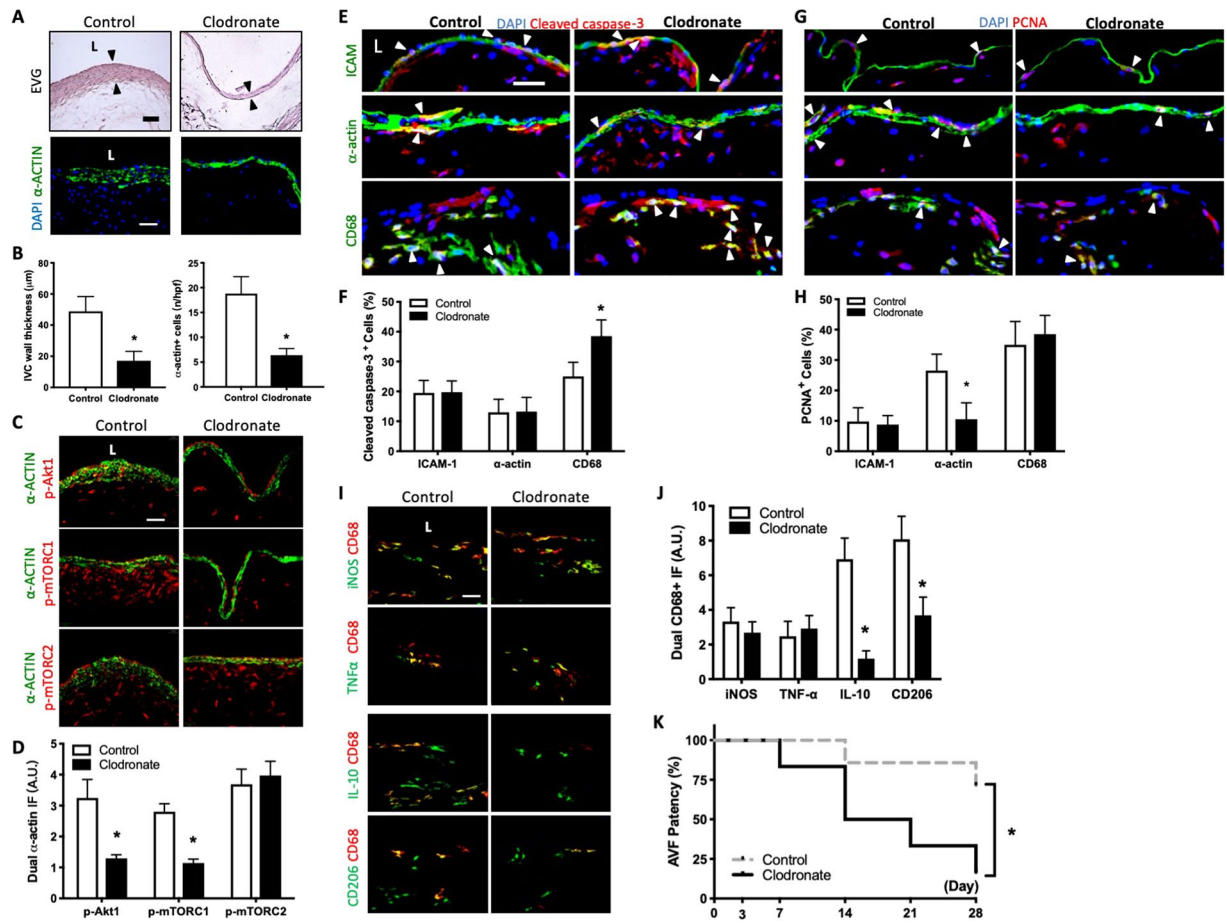 A
Control
Clodronate
EVG
L
DAPI α-ACTIN
L
B
IVC wall thickness (μm)
80
60
40
20
0
Control
Clodronate
*
α-actin+ cells (n/hpf)
25
20
15
10
5
0
Control
Clodronate
*
C
Control
Clodronate
α-ACTIN
p-Akt1
L
α-ACTIN
p-mTORC1
α-ACTIN
p-mTORC2
D
Dual α-actin IF (A.U.)
5
4
3
2
1
0
Control
Clodronate
*
*
p-Akt1
p-mTORC1
p-mTORC2
E
Control
Clodronate
DAPI Cleaved caspase-3
ICAM
L
α-actin
CD68
F
Cleaved caspase-3 + Cells (%)
50
40
30
20
10
0
Control
Clodronate
*
ICAM-1
α-actin
CD68
G
Control
Clodronate
DAPI PCNA
H
PCNA+ Cells (%)
50
40
30
20
10
0
Control
Clodronate
*
ICAM-1
α-actin
CD68
I
Control
Clodronate
iNOS CD68
L
TNFα CD68
IL-10 CD68
CD206 CD68
J
Dual CD68+ IF (A.U.)
10
8
6
4
2
0
Control
Clodronate
*
*
iNOS
TNF-α
IL-10
CD206
K
AVF Patency (%)
100
75
50
25
0
Control
Clodronate
*
(Day)
0
3
7
14
21
28